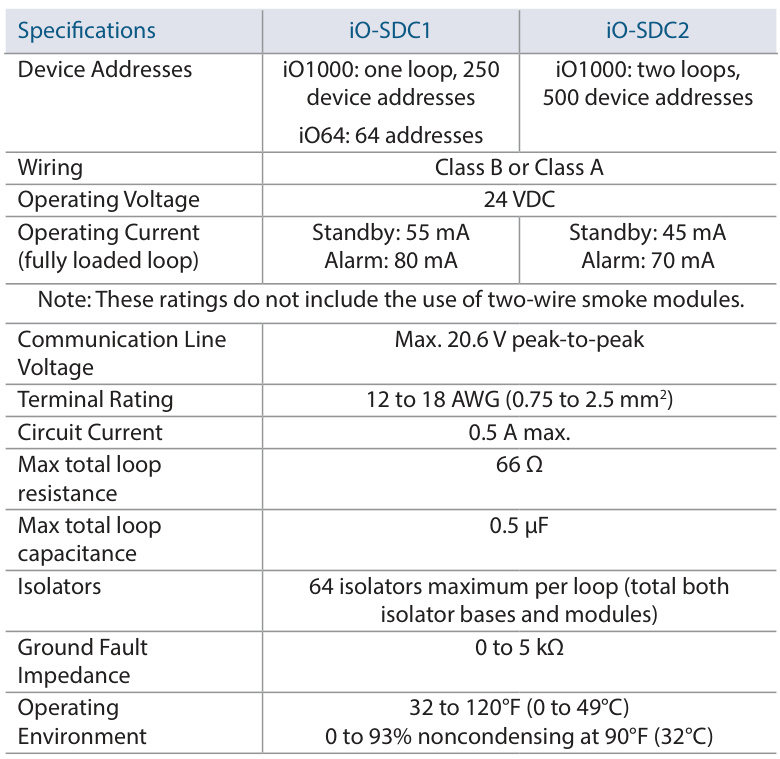 Specifications iO-SDC1 iO-SDC2
Device Addresses iO1000: one loop, 250 iO1000: two loops,
device addresses 500 device addresses
iO64: 64 addresses
Wiring Class B or Class A
Operating Voltage 24 VDC
Operating Current Standby: 55 mA Standby: 45 mA
(fully loaded loop) Alarm: 80 mA Alarm: 70 mA
Note: These ratings do not include the use of two-wire smoke modules.
Communication Line Max. 20.6 V peak-to-peak
Voltage
Terminal Rating 12 to 18 AWG (0.75 to 2.5 mm²)
Circuit Current 0.5 A max.
Max total loop 66 Ω
resistance
Max total loop 0.5 µF
capacitance
Isolators 64 isolators maximum per loop (total both
isolator bases and modules)
Ground Fault 0 to 5 kΩ
Impedance
Operating 32 to 120°F (0 to 49°C)
Environment 0 to 93% noncondensing at 90°F (32°C)